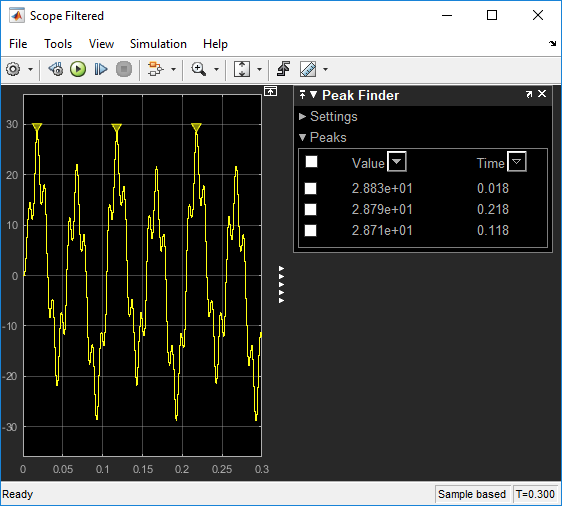 Scope Filtered
File Tools View Simulation Help
Peak Finder
Settings
Peaks
Value Time
2.883e+01 0.018
2.879e+01 0.218
2.871e+01 0.118
30
20
10
0
-10
-20
-30
0 0.05 0.1 0.15 0.2 0.25 0.3
Ready Sample based T=0.300